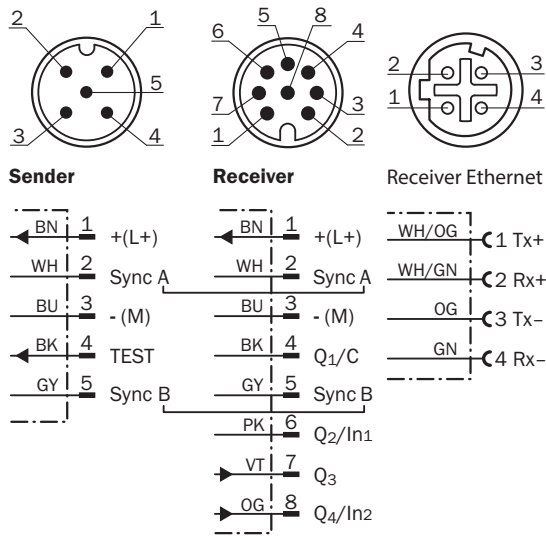 2 1
5
3 4
5 8
6 4
7 3
1 2
2 3
1 4
Sender
BN 1 +(L+)
WH 2 Sync A
BU 3 - (M)
BK 4 TEST
GY 5 Sync B
Receiver
BN 1 +(L+)
WH 2 Sync A
BU 3 - (M)
BK 4 Q1/C
GY 5 Sync B
PK 6 Q2/In1
VT 7 Q3
OG 8 Q4/In2
Receiver Ethernet
WH/OG 1 Tx+
WH/GN 2 Rx+
OG 3 Tx–
GN 4 Rx–